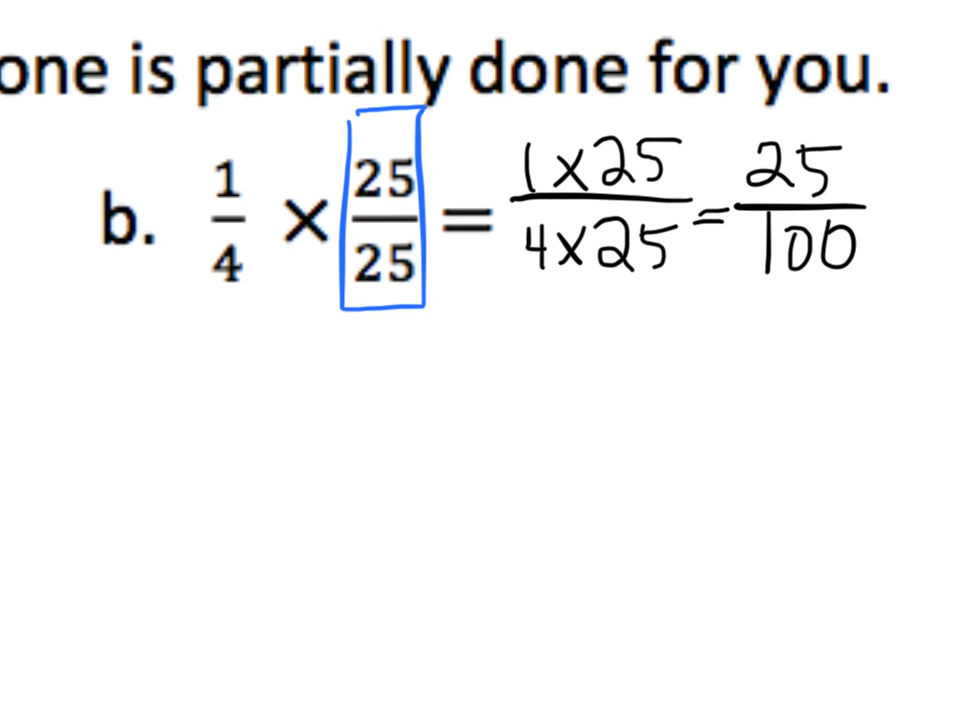 one is partially done for you.
b. 1/4 × 25/25 = 1x25/4x25 = 25/100